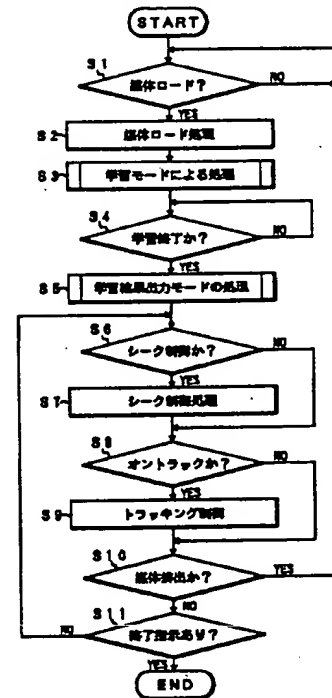 START
S1
媒体ロード?
NO
YES
S2
媒体ロード処理
S3
学習モードによる処理
S4
学習終了か?
NO
YES
S5
学習結果出力モードの処理
S6
シーク制御か?
NO
YES
S7
シーク制御処理
S8
オントラックか?
NO
YES
S9
トラッキング制御
S10
媒体排出か?
YES
NO
S11
終了指示あり?
NO
YES
END